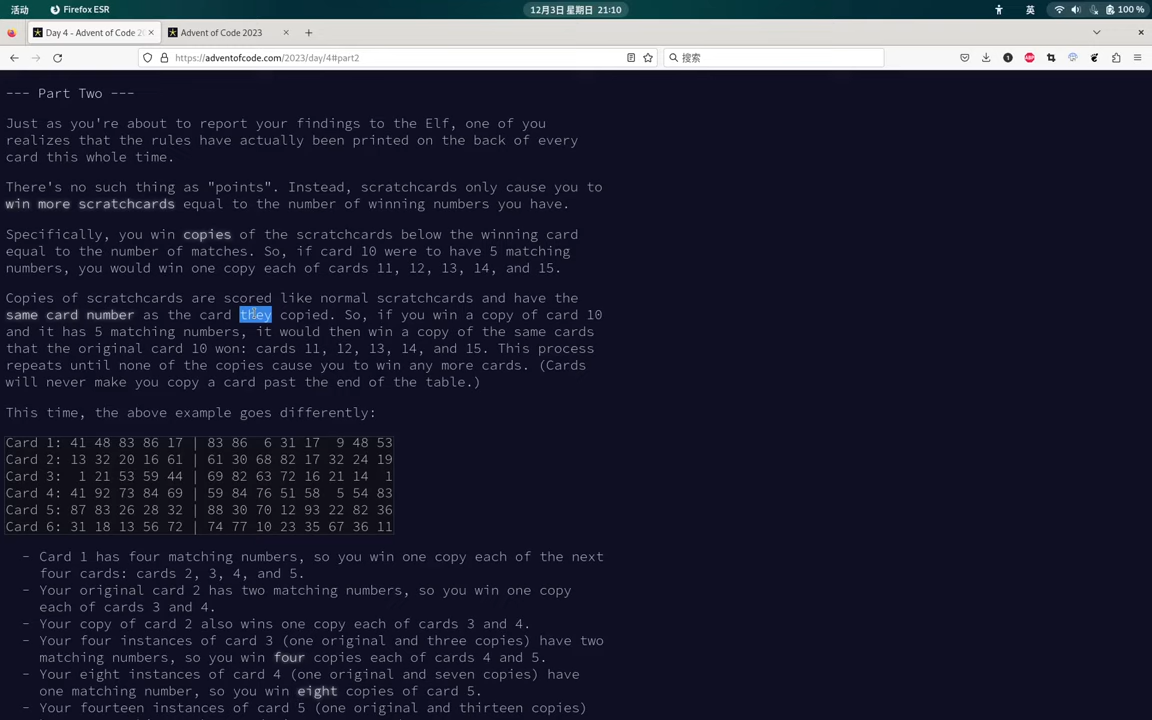 活动
Firefox ESR
12月3日 星期日 21:10
英
100 %
Day 4 - Advent of Code 20
Advent of Code 2023
https://adventofcode.com/2023/day/4#part2
搜索
--- Part Two ---
Just as you're about to report your findings to the Elf, one of you
realizes that the rules have actually been printed on the back of every
card this whole time.
There's no such thing as "points". Instead, scratchcards only cause you to
win more scratchcards equal to the number of winning numbers you have.
Specifically, you win copies of the scratchcards below the winning card
equal to the number of matches. So, if card 10 were to have 5 matching
numbers, you would win one copy each of cards 11, 12, 13, 14, and 15.
Copies of scratchcards are scored like normal scratchcards and have the
same card number as the card they copied. So, if you win a copy of card 10
and it has 5 matching numbers, it would then win a copy of the same cards
that the original card 10 won: cards 11, 12, 13, 14, and 15. This process
repeats until none of the copies cause you to win any more cards. (Cards
will never make you copy a card past the end of the table.)
This time, the above example goes differently:
Card 1: 41 48 83 86 17 | 83 86  6 31 17  9 48 53
Card 2: 13 32 20 16 61 | 61 30 68 82 17 32 24 19
Card 3:  1 21 53 59 44 | 69 82 63 72 16 21 14  1
Card 4: 41 92 73 84 69 | 59 84 76 51 58  5 54 83
Card 5: 87 83 26 28 32 | 88 30 70 12 93 22 82 36
Card 6: 31 18 13 56 72 | 74 77 10 23 35 67 36 11
- Card 1 has four matching numbers, so you win one copy each of the next
four cards: cards 2, 3, 4, and 5.
- Your original card 2 has two matching numbers, so you win one copy
each of cards 3 and 4.
- Your copy of card 2 also wins one copy each of cards 3 and 4.
- Your four instances of card 3 (one original and three copies) have two
matching numbers, so you win four copies each of cards 4 and 5.
- Your eight instances of card 4 (one original and seven copies) have
one matching number, so you win eight copies of card 5.
- Your fourteen instances of card 5 (one original and thirteen copies)